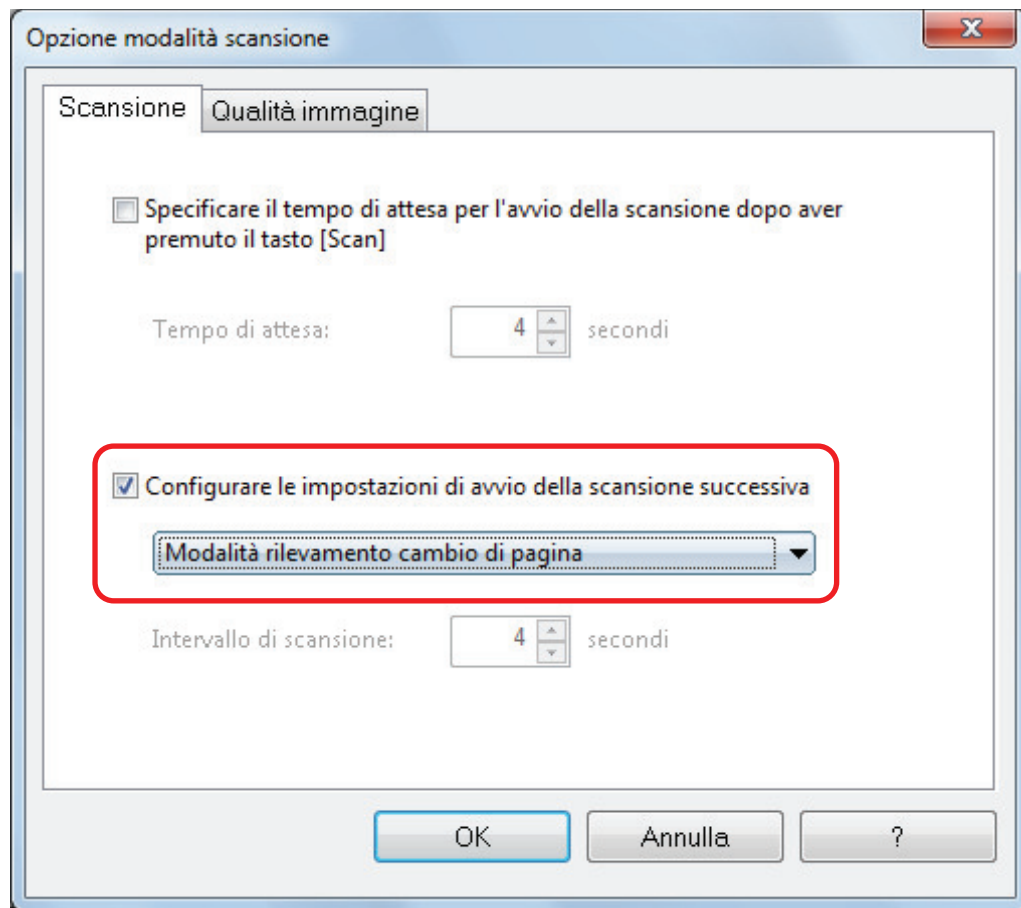 Opzione modalità scansione
Scansione
Qualità immagine
Specificare il tempo di attesa per l'avvio della scansione dopo aver
premuto il tasto [Scan]
Tempo di attesa: 4 secondi
Configurare le impostazioni di avvio della scansione successiva
Modalità rilevamento cambio di pagina
Intervallo di scansione: 4 secondi
OK Annulla ?